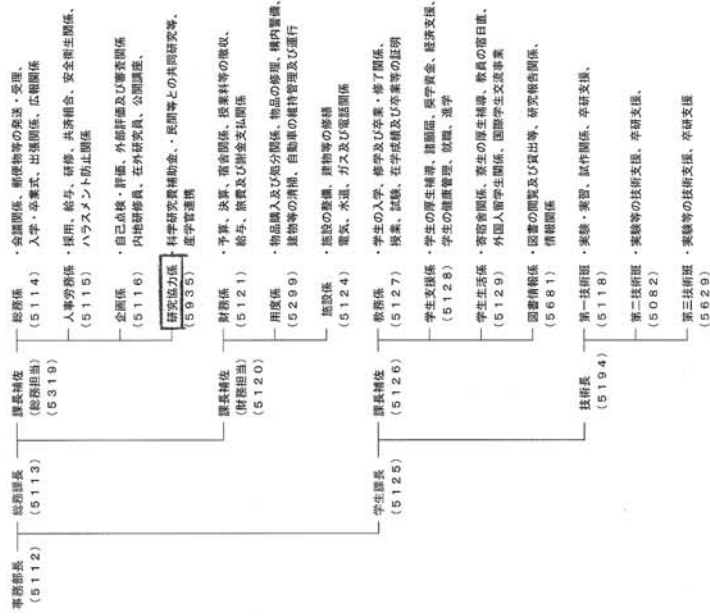 事務部長
(5112)
総務課長
(5113)
課長補佐
(総務担当)
(5319)
総務係
(5114)
・会議関係、郵便物等の発送・受理、
入学・卒業式、出張関係、広報関係
人事労務係
(5115)
・採用、給与、研修、共済組合、安全衛生関係、
ハラスメント防止関係
企画係
(5116)
・自己点検・評価、外部評価及び審査関係
内地研修員、在外研究員、公開講座、
研究協力係
(5935)
・科学研究費補助金、・民間等との共同研究等、
産学官連携
課長補佐
(財務担当)
(5120)
財務係
(5121)
・予算、決算、宿舎関係、授業料等の徴収、
給与、旅費及び謝金支払関係
用度係
(5299)
・物品購入及び処分関係、物品の修理、構内警備、
建物等の清掃、自動車の維持管理及び運行
施設係
(5124)
・施設の整備、建物等の修繕
電気、水道、ガス及び電話関係
学生課長
(5125)
課長補佐
(5126)
教務係
(5127)
・学生の入学、修学及び卒業・修了関係、
授業、試験、在学成績及び卒業等の証明
学生支援係
(5128)
・学生の厚生補導、諸願届、奨学資金、経済支援、
学生の健康管理、就職、進学
学生生活係
(5129)
・寄宿舎関係、寮生の厚生補導、教員の宿日直、
外国人留学生関係、国際学生交流事業
図書情報係
(5681)
・図書の閲覧及び貸出等、研究報告関係、
情報関係
技術長
(5194)
第一技術班
(5118)
・実験・実習、試作関係、卒研支援、
第二技術班
(5082)
・実験等の技術支援、卒研支援、
第三技術班
(5629)
・実験等の技術支援、卒研支援